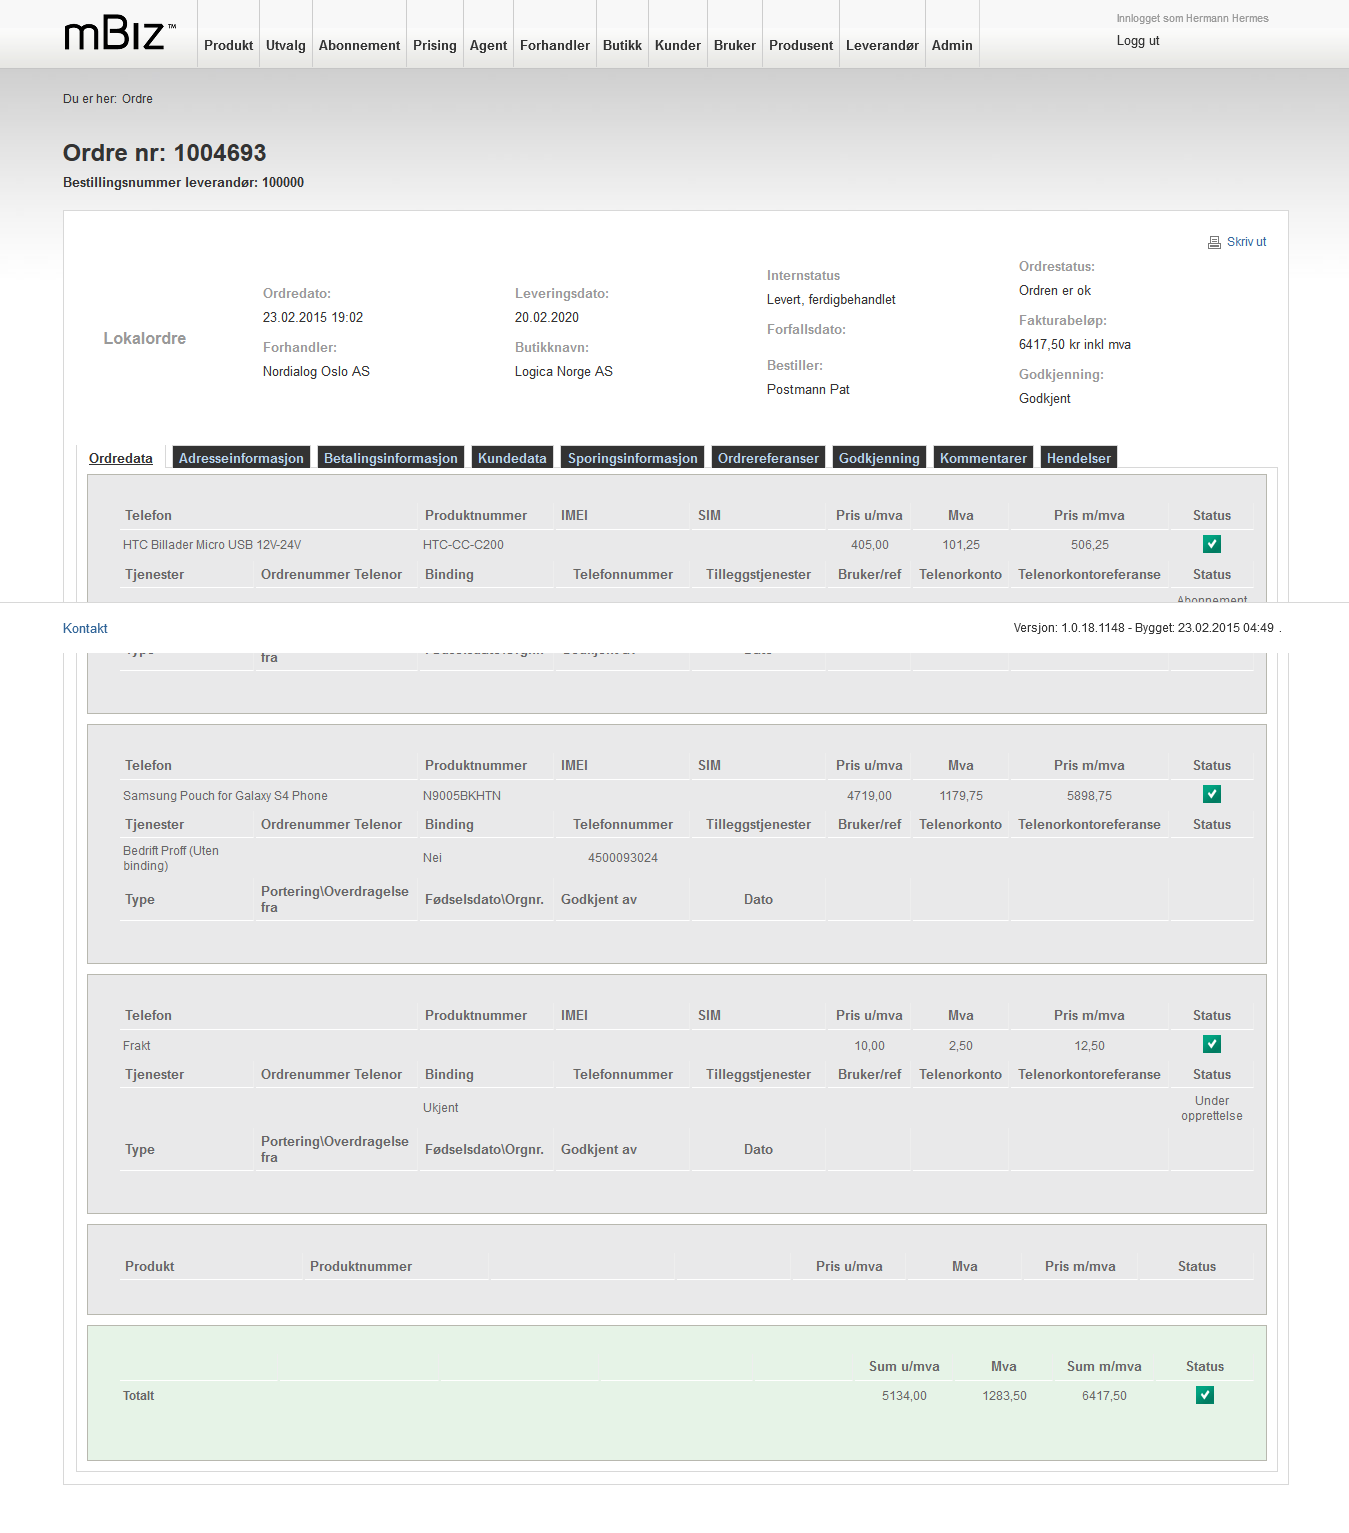 mBiz™
Produkt Utvalg Abonnement Prising Agent Forhandler Butikk Kunder Bruker Produsent Leverandør Admin
Innlogget som Hermann Hermes
Logg ut
Du er her: Ordre
Ordre nr: 1004693
Bestillingsnummer leverandør: 100000
Skriv ut
Lokalordre
Ordredato:
23.02.2015 19:02
Forhandler:
Nordialog Oslo AS
Leveringsdato:
20.02.2020
Butikknavn:
Logica Norge AS
Internstatus
Levert, ferdigbehandlet
Forfallsdato:
Bestiller:
Postmann Pat
Ordrestatus:
Ordren er ok
Fakturabeløp:
6417,50 kr inkl mva
Godkjenning:
Godkjent
Ordredata Adresseinformasjon Betalingsinformasjon Kundedata Sporingsinformasjon Ordrereferanser Godkjenning Kommentarer Hendelser
Telefon Produktnummer IMEI SIM Pris u/mva Mva Pris m/mva Status
HTC Billader Micro USB 12V-24V HTC-CC-C200 405,00 101,25 506,25
Tjenester Ordrenummer Telenor Binding Telefonnummer Tilleggstjenester Bruker/ref Telenorkonto Telenorkontoreferanse Status
Abonnement
Kontakt
Versjon: 1.0.18.1148 - Bygget: 23.02.2015 04:49 .
Type fra Fødselsdato\Orgnr. Godkjent av Dato
Telefon Produktnummer IMEI SIM Pris u/mva Mva Pris m/mva Status
Samsung Pouch for Galaxy S4 Phone N9005BKHTN 4719,00 1179,75 5898,75
Tjenester Ordrenummer Telenor Binding Telefonnummer Tilleggstjenester Bruker/ref Telenorkonto Telenorkontoreferanse Status
Bedrift Proff (Uten
binding) Nei 4500093024
Type Portering\Overdragelse
fra Fødselsdato\Orgnr. Godkjent av Dato
Telefon Produktnummer IMEI SIM Pris u/mva Mva Pris m/mva Status
Frakt 10,00 2,50 12,50
Tjenester Ordrenummer Telenor Binding Telefonnummer Tilleggstjenester Bruker/ref Telenorkonto Telenorkontoreferanse Status
Ukjent Under
opprettelse
Type Portering\Overdragelse
fra Fødselsdato\Orgnr. Godkjent av Dato
Produkt Produktnummer Pris u/mva Mva Pris m/mva Status
Sum u/mva Mva Sum m/mva Status
Totalt 5134,00 1283,50 6417,50